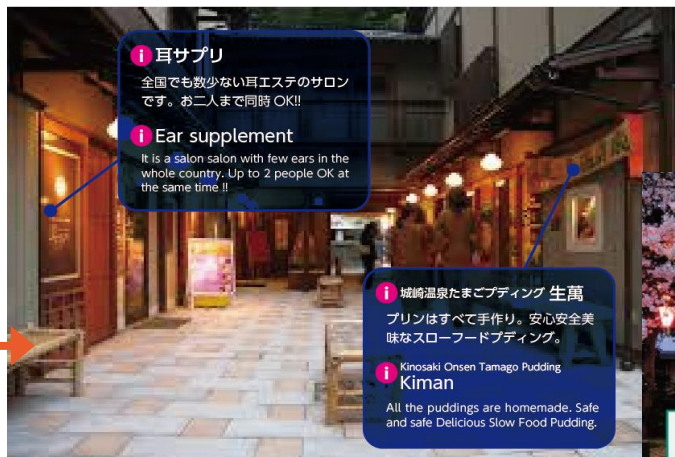 耳サプリ
全国でも数少ない耳エステのサロン
です。お二人まで同時 OK!!
Ear supplement
It is a salon salon with few ears in the
whole country. Up to 2 people OK at
the same time !!
城崎温泉たまごプディング 生萬
プリンはすべて手作り。安心安全美
味なスローフードプディング。
Kinosaki Onsen Tamago Pudding
Kiman
All the puddings are homemade. Safe
and safe Delicious Slow Food Pudding.